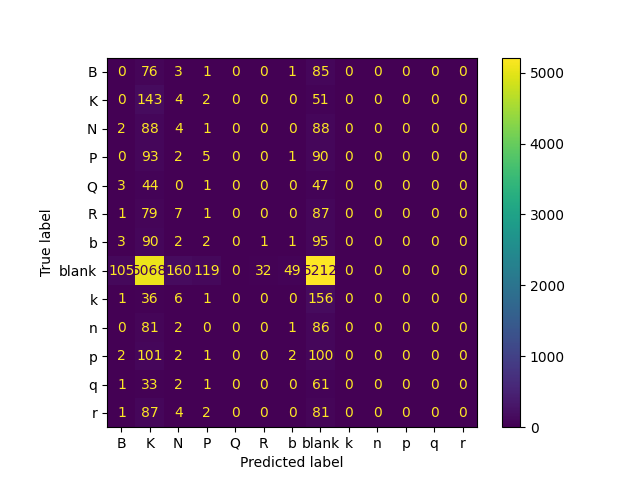 B 0 76 3 1 0 0 1 85 0 0 0 0 0
K 0 143 4 2 0 0 0 51 0 0 0 0 0
N 2 88 4 1 0 0 0 88 0 0 0 0 0
P 0 93 2 5 0 0 1 90 0 0 0 0 0
Q 3 44 0 1 0 0 0 47 0 0 0 0 0
R 1 79 7 1 0 0 0 87 0 0 0 0 0
b 3 90 2 2 0 1 1 95 0 0 0 0 0
blank 105 5068 160 119 0 32 49 5212 0 0 0 0 0
k 1 36 6 1 0 0 0 156 0 0 0 0 0
n 0 81 2 0 0 0 1 86 0 0 0 0 0
p 2 101 2 1 0 0 2 100 0 0 0 0 0
q 1 33 2 1 0 0 0 61 0 0 0 0 0
r 1 87 4 2 0 0 0 81 0 0 0 0 0
B K N P Q R b blank k n p q r
Predicted label
True label
5000
4000
3000
2000
1000
0